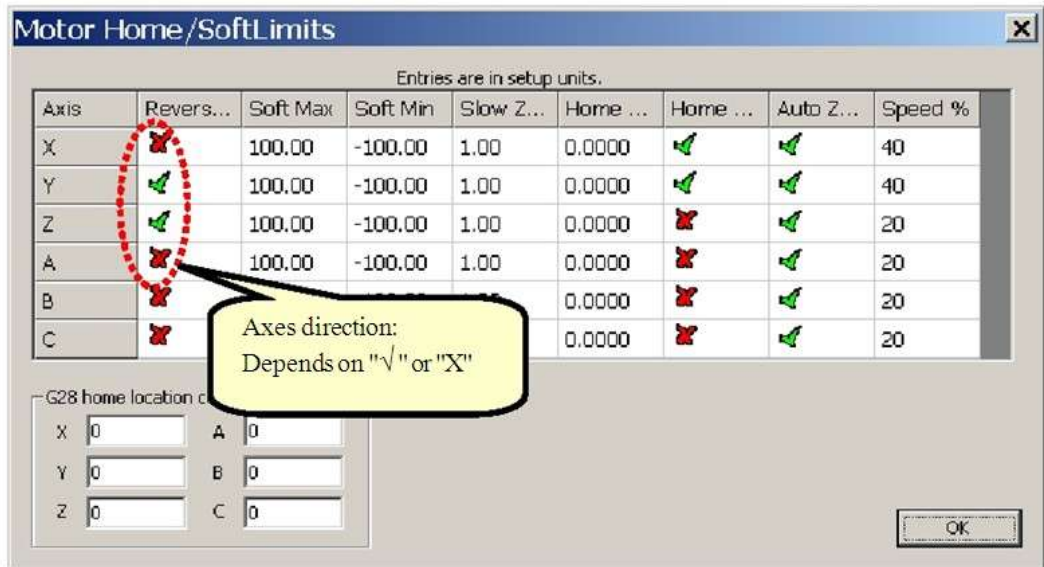 Motor Home/SoftLimits
Entries are in setup units.
Axis Revers... Soft Max Soft Min Slow Z... Home ... Home ... Auto Z... Speed %
X 100.00 -100.00 1.00 0.0000 40
Y 100.00 -100.00 1.00 0.0000 40
Z 100.00 -100.00 1.00 0.0000 20
A 100.00 -100.00 1.00 0.0000 20
B 0.0000 20
C 0.0000 20
Axes direction:
Depends on "√" or "X"
G28 home location
X 0 A 0
Y 0 B 0
Z 0 C 0
OK